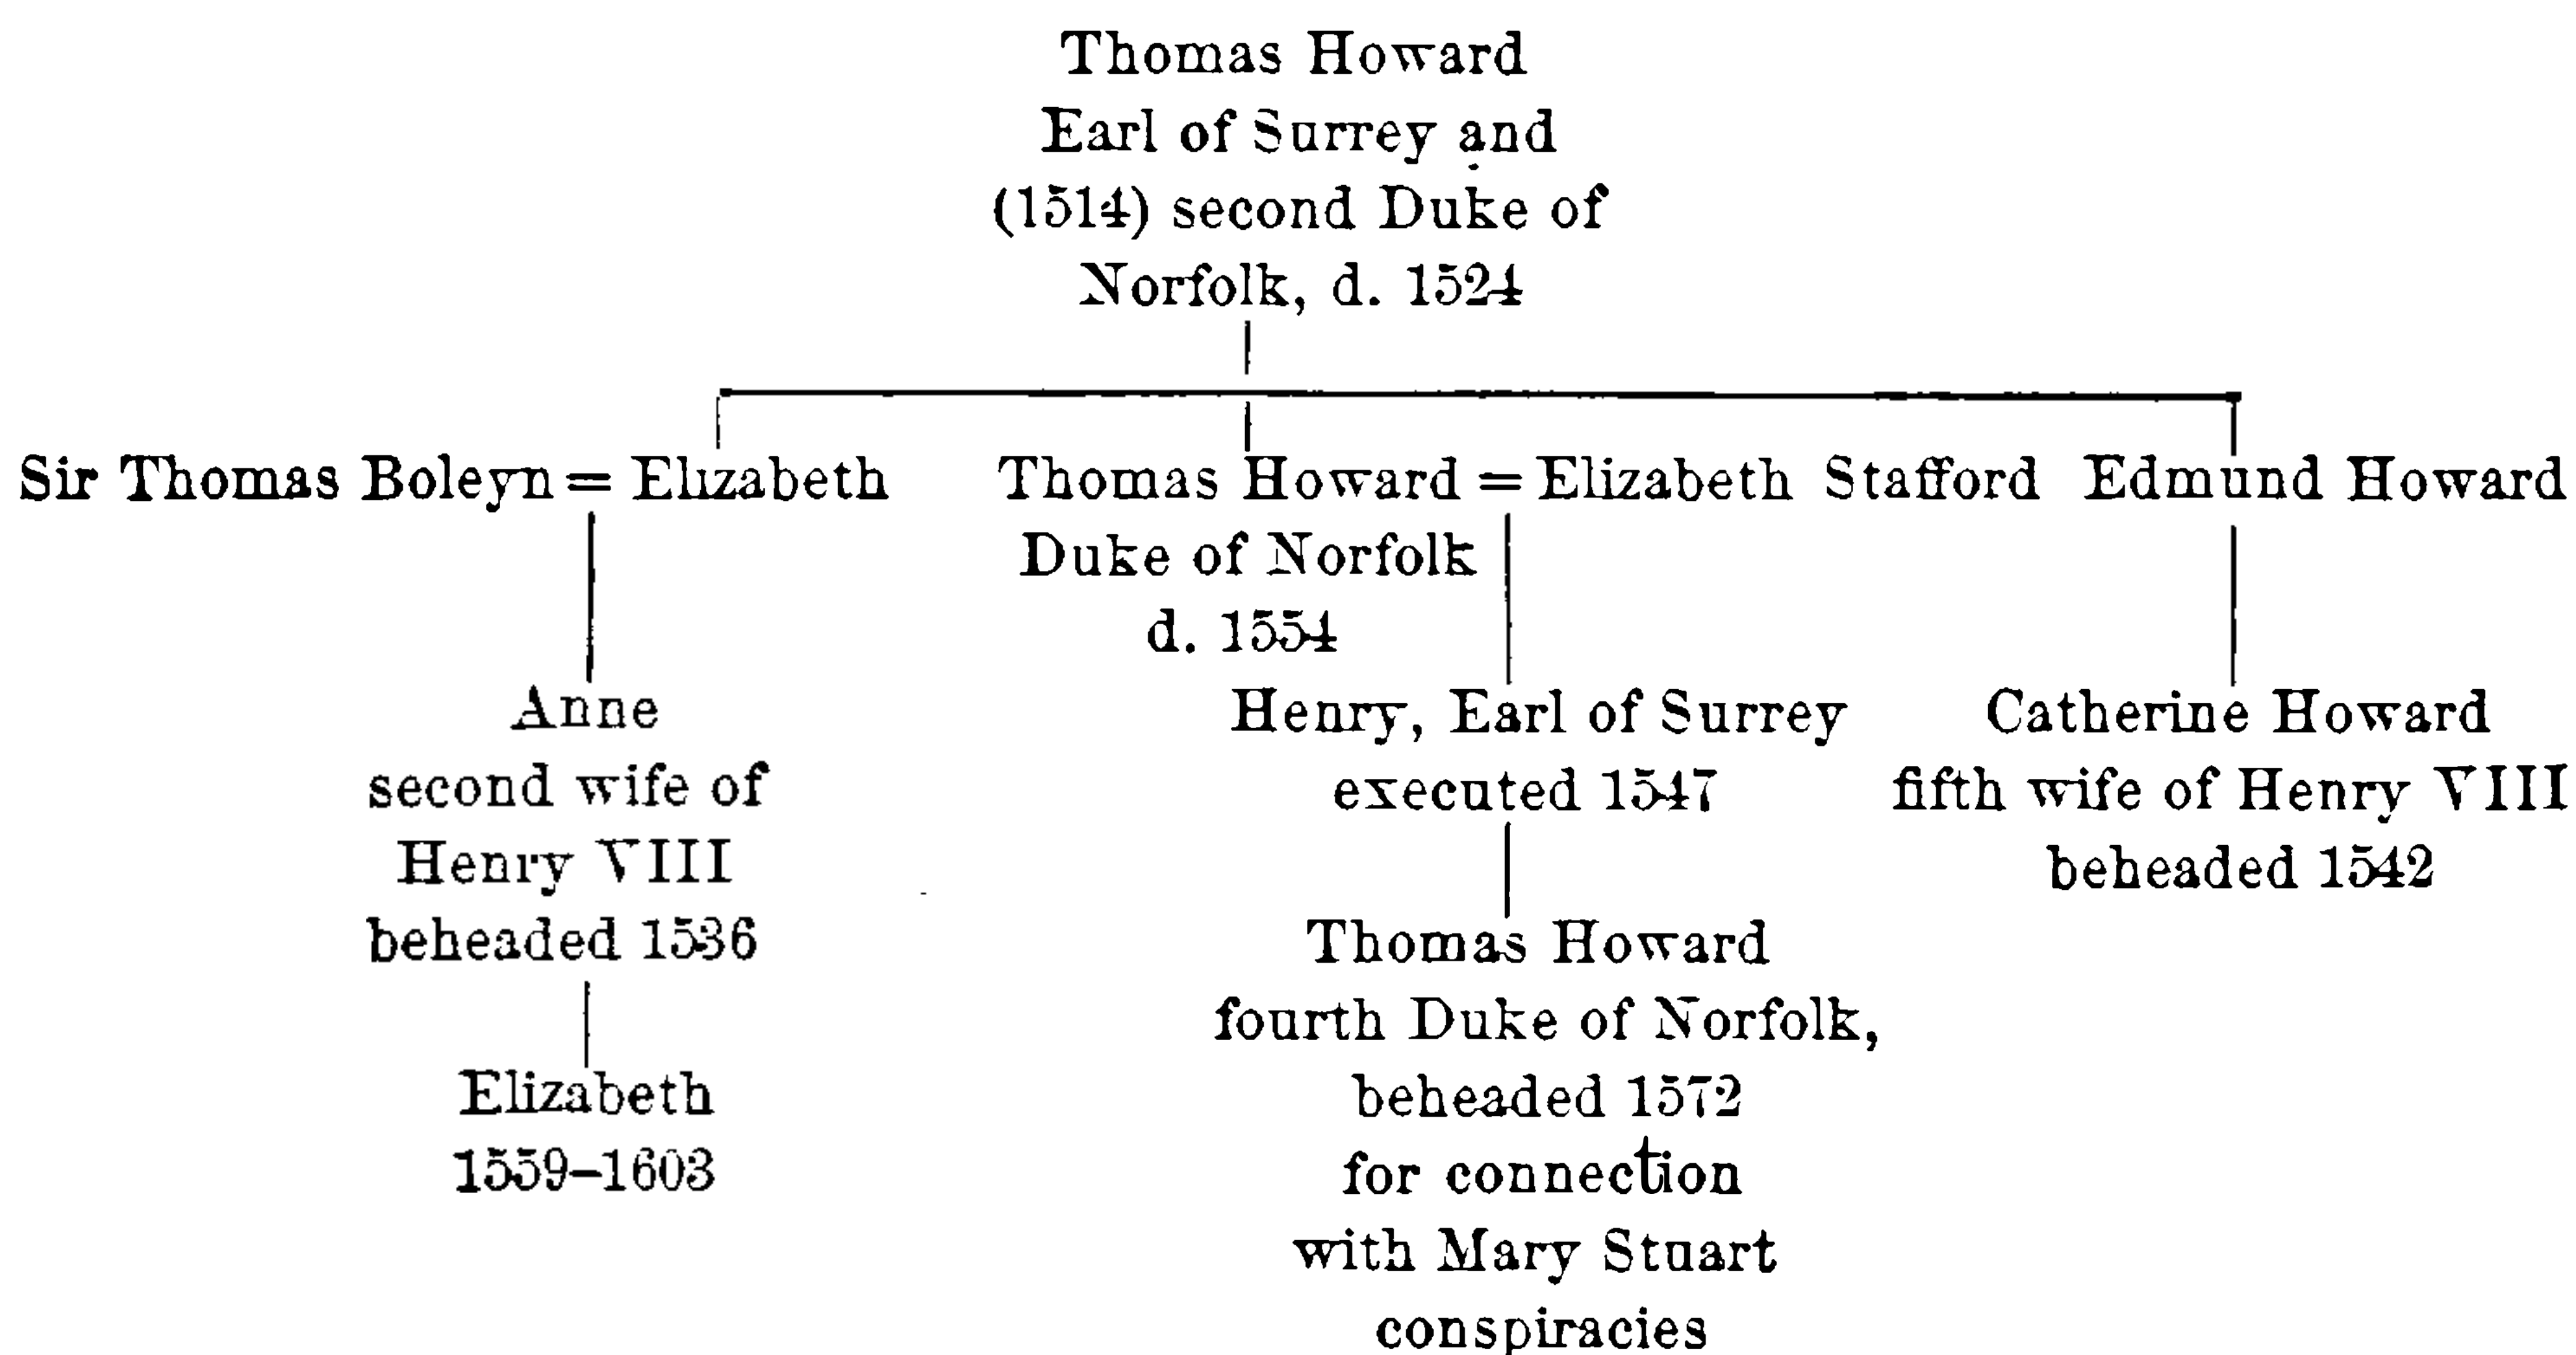 Thomas Howard
Earl of Surrey and
(1514) second Duke of
Norfolk, d. 1524
Sir Thomas Boleyn = Elizabeth
Thomas Howard = Elizabeth Stafford
Edmund Howard
Duke of Norfolk
d. 1554
Anne
second wife of
Henry VIII
beheaded 1536
Elizabeth
1559–1603
Henry, Earl of Surrey
executed 1547
Thomas Howard
fourth Duke of Norfolk,
beheaded 1572
for connection
with Mary Stuart
conspiracies
Catherine Howard
fifth wife of Henry VIII
beheaded 1542